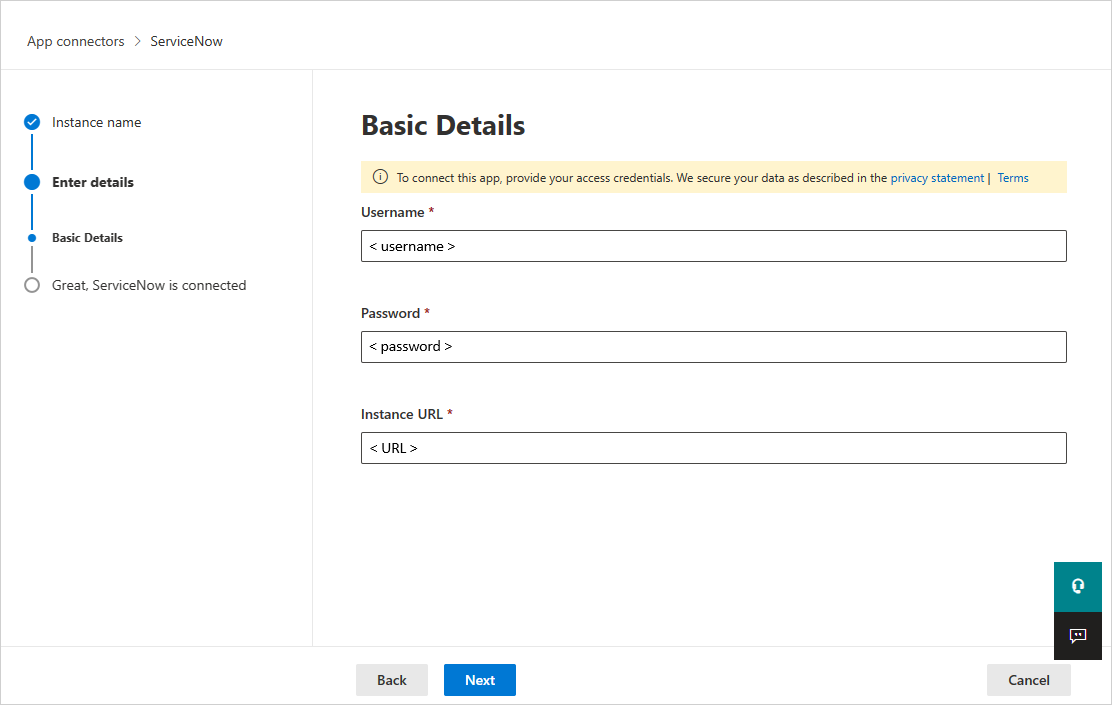 App connectors > ServiceNow
Instance name
Enter details
Basic Details
Great, ServiceNow is connected
Basic Details
To connect this app, provide your access credentials. We secure your data as described in the privacy statement | Terms
Username *
< username >
Password *
< password >
Instance URL *
< URL >
Back
Next
Cancel